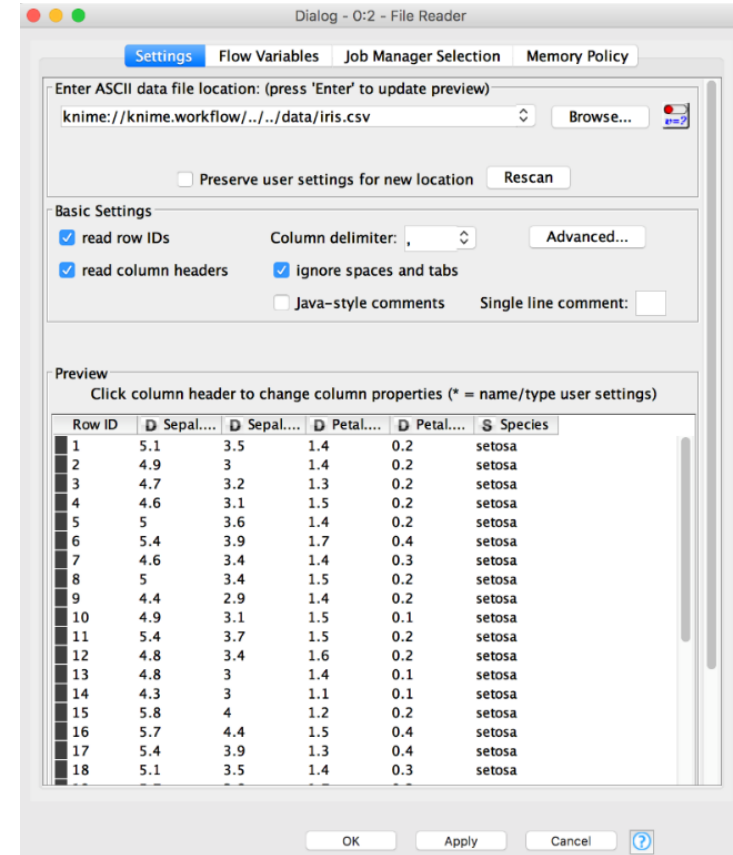 Dialog - 0:2 - File Reader
Settings Flow Variables Job Manager Selection Memory Policy
Enter ASCII data file location: (press 'Enter' to update preview)
knime://knime.workflow/../../data/iris.csv Browse... v=?
Preserve user settings for new location Rescan
Basic Settings
read row IDs Column delimiter: , Advanced...
read column headers ignore spaces and tabs
Java-style comments Single line comment:
Preview
Click column header to change column properties (* = name/type user settings)
Row ID D Sepal.... D Sepal.... D Petal.... D Petal.... S Species
1 5.1 3.5 1.4 0.2 setosa
2 4.9 3 1.4 0.2 setosa
3 4.7 3.2 1.3 0.2 setosa
4 4.6 3.1 1.5 0.2 setosa
5 5 3.6 1.4 0.2 setosa
6 5.4 3.9 1.7 0.4 setosa
7 4.6 3.4 1.4 0.3 setosa
8 5 3.4 1.5 0.2 setosa
9 4.4 2.9 1.4 0.2 setosa
10 4.9 3.1 1.5 0.1 setosa
11 5.4 3.7 1.5 0.2 setosa
12 4.8 3.4 1.6 0.2 setosa
13 4.8 3 1.4 0.1 setosa
14 4.3 3 1.1 0.1 setosa
15 5.8 4 1.2 0.2 setosa
16 5.7 4.4 1.5 0.4 setosa
17 5.4 3.9 1.3 0.4 setosa
18 5.1 3.5 1.4 0.3 setosa
OK Apply Cancel ?